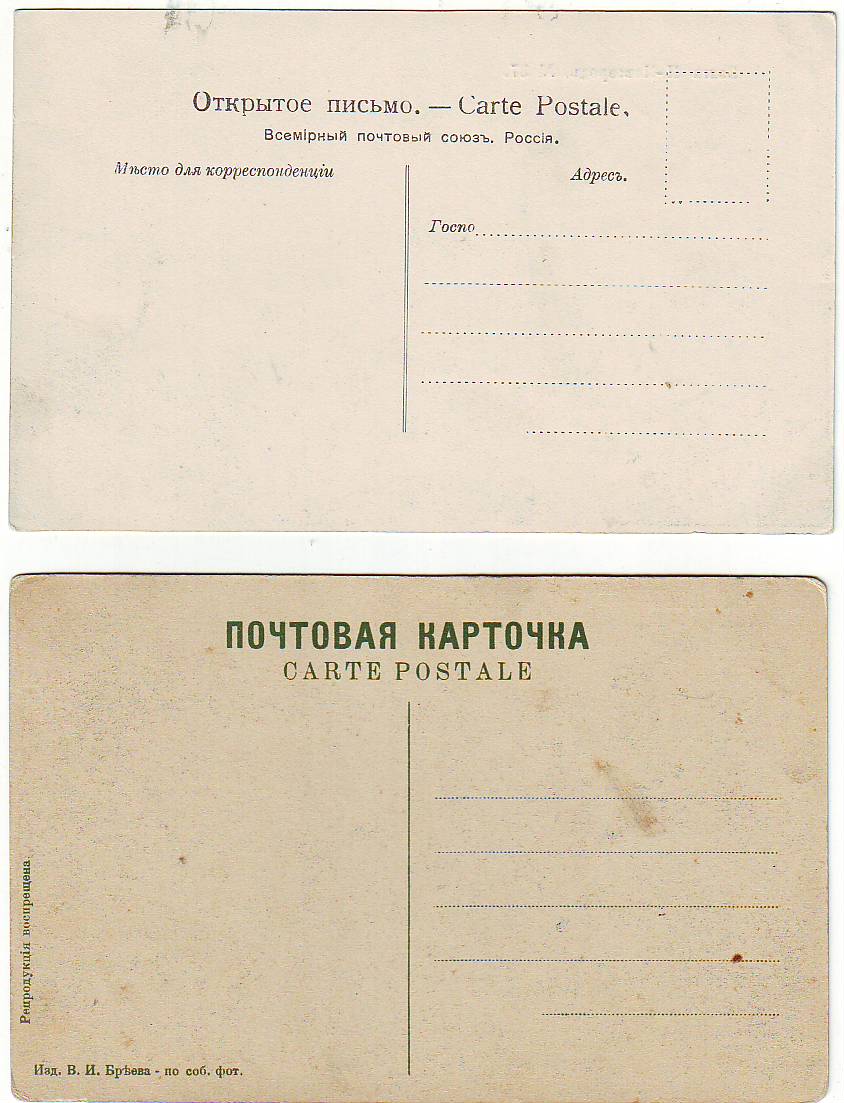 Открытое письмо. — Carte Postale.
Всемірный почтовый союзъ. Россія.
Мѣсто для корреспонденціи
Адресъ.
Госпо
ПОЧТОВАЯ КАРТОЧКА
CARTE POSTALE
Репродукція воспрещена
Изд. В. И. Брѣева - по соб. фот.